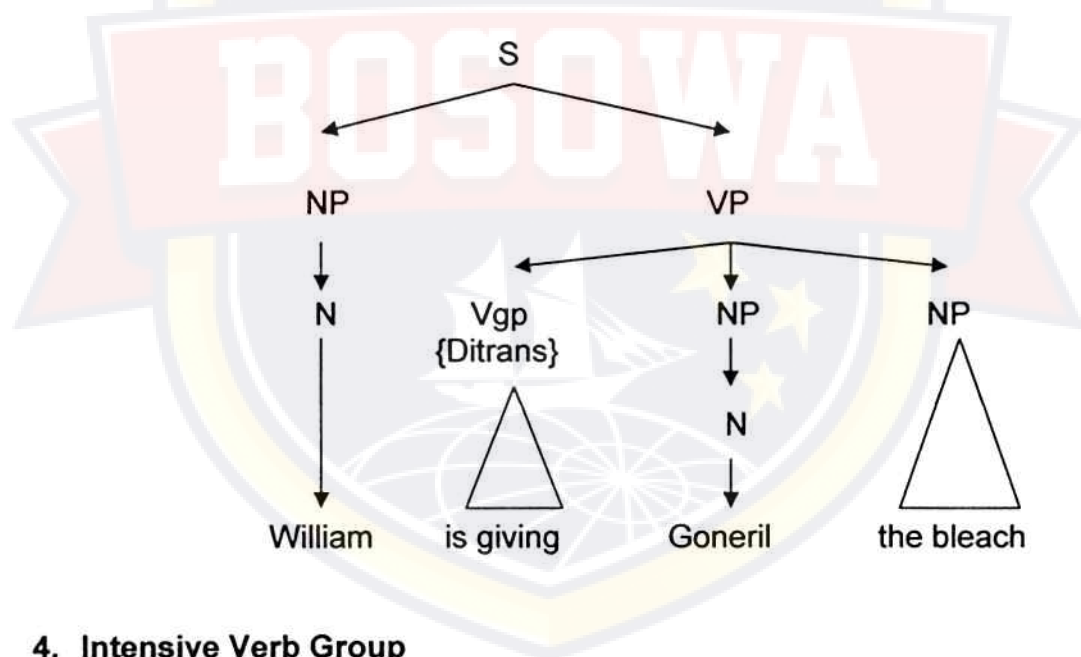 BOSOWA
S
NP VP
N Vgp NP NP
{Ditrans}
N
William is giving Goneril the bleach
4. Intensive Verb Group